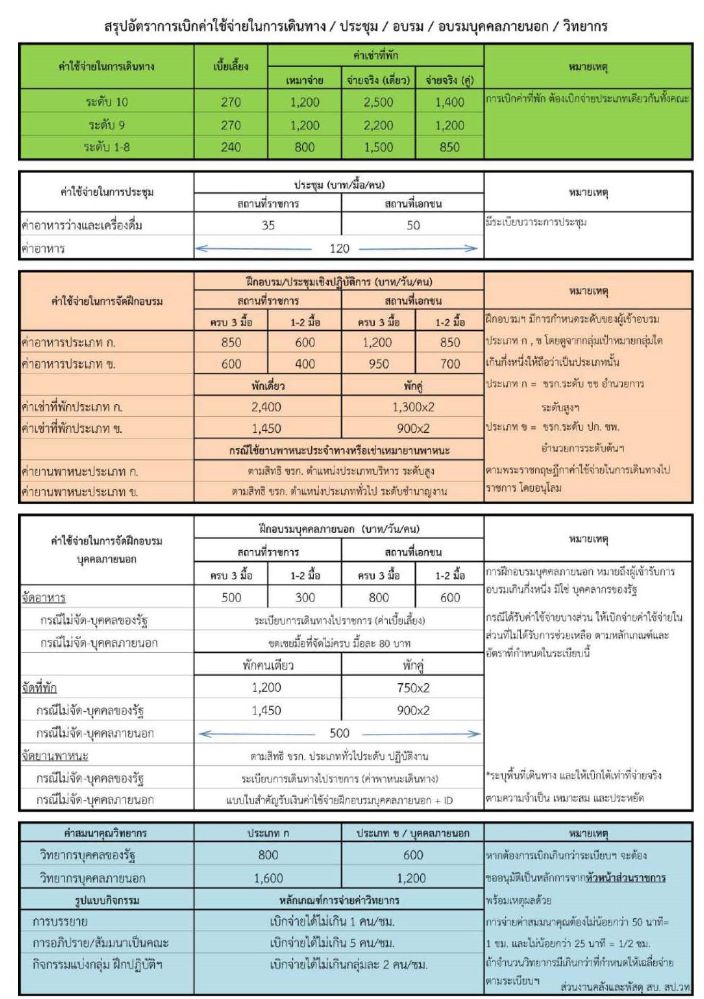 สรุปอัตราการเบิกค่าใช้จ่ายในการเดินทาง / ประชุม / อบรม / อบรมบุคคลภายนอก / วิทยากร
ค่าใช้จ่ายในการเดินทาง เบี้ยเลี้ยง ค่าเช่าที่พัก หมายเหตุ
เหมาจ่าย จ่ายจริง (เดี่ยว) จ่ายจริง (คู่)
ระดับ 10 270 1,200 2,500 1,400 การเบิกค่าที่พัก ต้องเบิกจ่ายประเภทเดียวกันทั้งคณะ
ระดับ 9 270 1,200 2,200 1,200
ระดับ 1-8 240 800 1,500 850
ค่าใช้จ่ายในการประชุม ประชุม (บาท/มื้อ/คน) หมายเหตุ
สถานที่ราชการ สถานที่เอกชน
ค่าอาหารว่างและเครื่องดื่ม 35 50 มีระเบียบวาระการประชุม
ค่าอาหาร 120
ค่าใช้จ่ายในการจัดฝึกอบรม ฝึกอบรม/ประชุมเชิงปฏิบัติการ (บาท/วัน/คน) หมายเหตุ
สถานที่ราชการ สถานที่เอกชน
ครบ 3 มื้อ 1-2 มื้อ ครบ 3 มื้อ 1-2 มื้อ ฝึกอบรมฯ มีการกำหนดระดับของผู้เข้าอบรม
ค่าอาหารประเภท ก. 850 600 1,200 850 ประเภท ก , ข โดยดูจากกลุ่มเป้าหมายกลุ่มใด
ค่าอาหารประเภท ข. 600 400 950 700 เกินกึ่งหนึ่งให้ถือว่าเป็นประเภทนั้น
พักเดี่ยว พักคู่ ประเภท ก = ขรก.ระดับ ชช อำนวยการ
ค่าเช่าที่พักประเภท ก. 2,400 1,300x2 ระดับสูงฯ
ค่าเช่าที่พักประเภท ข. 1,450 900x2 ประเภท ข = ขรก.ระดับ ปก. ชพ.
กรณีใช้ยานพาหนะประจำทางหรือเช่าเหมายานพาหนะ อำนวยการระดับต้นฯ
ค่ายานพาหนะประเภท ก. ตามสิทธิ ขรก. ตำแหน่งประเภทบริหาร ระดับสูง ตามพระราชกฤษฎีกาค่าใช้จ่ายในการเดินทางไป
ค่ายานพาหนะประเภท ข. ตามสิทธิ ขรก. ตำแหน่งประเภททั่วไป ระดับชำนาญงาน ราชการ โดยอนุโลม
ค่าใช้จ่ายในการจัดฝึกอบรม ฝึกอบรมบุคคลภายนอก (บาท/วัน/คน) หมายเหตุ
บุคคลภายนอก สถานที่ราชการ สถานที่เอกชน
ครบ 3 มื้อ 1-2 มื้อ ครบ 3 มื้อ 1-2 มื้อ การฝึกอบรมบุคคลภายนอก หมายถึงผู้เข้ารับการ
จัดอาหาร 500 300 800 600 อบรมเกินกึ่งหนึ่ง มิใช่ บุคคลากรของรัฐ
กรณีไม่จัด-บุคคลของรัฐ ระเบียบการเดินทางไปราชการ (ค่าเบี้ยเลี้ยง) กรณีได้รับค่าใช้จ่ายบางส่วน ให้เบิกจ่ายค่าใช้จ่ายใน
กรณีไม่จัด-บุคคลภายนอก ชดเชยมื้อที่จัดไม่ครบ มื้อละ 80 บาท ส่วนที่ไม่ได้รับการช่วยเหลือ ตามหลักเกณฑ์และ
อัตราที่กำหนดในระเบียบนี้
พักคนเดียว พักคู่
จัดที่พัก 1,200 750x2
กรณีไม่จัด-บุคคลของรัฐ 1,450 900x2
กรณีไม่จัด-บุคคลภายนอก 500
จัดยานพาหนะ ตามสิทธิ ขรก. ประเภททั่วไประดับ ปฏิบัติงาน
กรณีไม่จัด-บุคคลของรัฐ ระเบียบการเดินทางไปราชการ (ค่าพาหนะเดินทาง) *ระบุพื้นที่เดินทาง และให้เบิกได้เท่าที่จ่ายจริง
กรณีไม่จัด-บุคคลภายนอก แบบใบสำคัญรับเงินค่าใช้จ่ายฝึกอบรมบุคคลภายนอก + ID ตามความจำเป็น เหมาะสม และประหยัด
ค่าสมนาคุณวิทยากร ประเภท ก ประเภท ข / บุคคลภายนอก หมายเหตุ
วิทยากรบุคคลของรัฐ 800 600 หากต้องการเบิกเกินกว่าระเบียบฯ จะต้อง
วิทยากรบุคคลภายนอก 1,600 1,200 ขออนุมัติเป็นหลักการจากหัวหน้าส่วนราชการ
รูปแบบกิจกรรม หลักเกณฑ์การจ่ายค่าวิทยากร พร้อมเหตุผลด้วย
การบรรยาย เบิกจ่ายได้ไม่เกิน 1 คน/ชม. การจ่ายค่าสมมนาคุณต้องไม่น้อยกว่า 50 นาที=
การอภิปราย/สัมมนาเป็นคณะ เบิกจ่ายได้ไม่เกิน 5 คน/ชม. 1 ชม. และไม่น้อยกว่า 25 นาที = 1/2 ชม.
กิจกรรมแบ่งกลุ่ม ฝึกปฏิบัติฯ เบิกจ่ายได้ไม่เกินกลุ่มละ 2 คน/ชม. ถ้าจำนวนวิทยากรมีเกินกว่าที่กำหนดให้เฉลี่ยจ่าย
ตามระเบียบฯ ส่วนงานคลังและพัสดุ สบ. สป.วท.